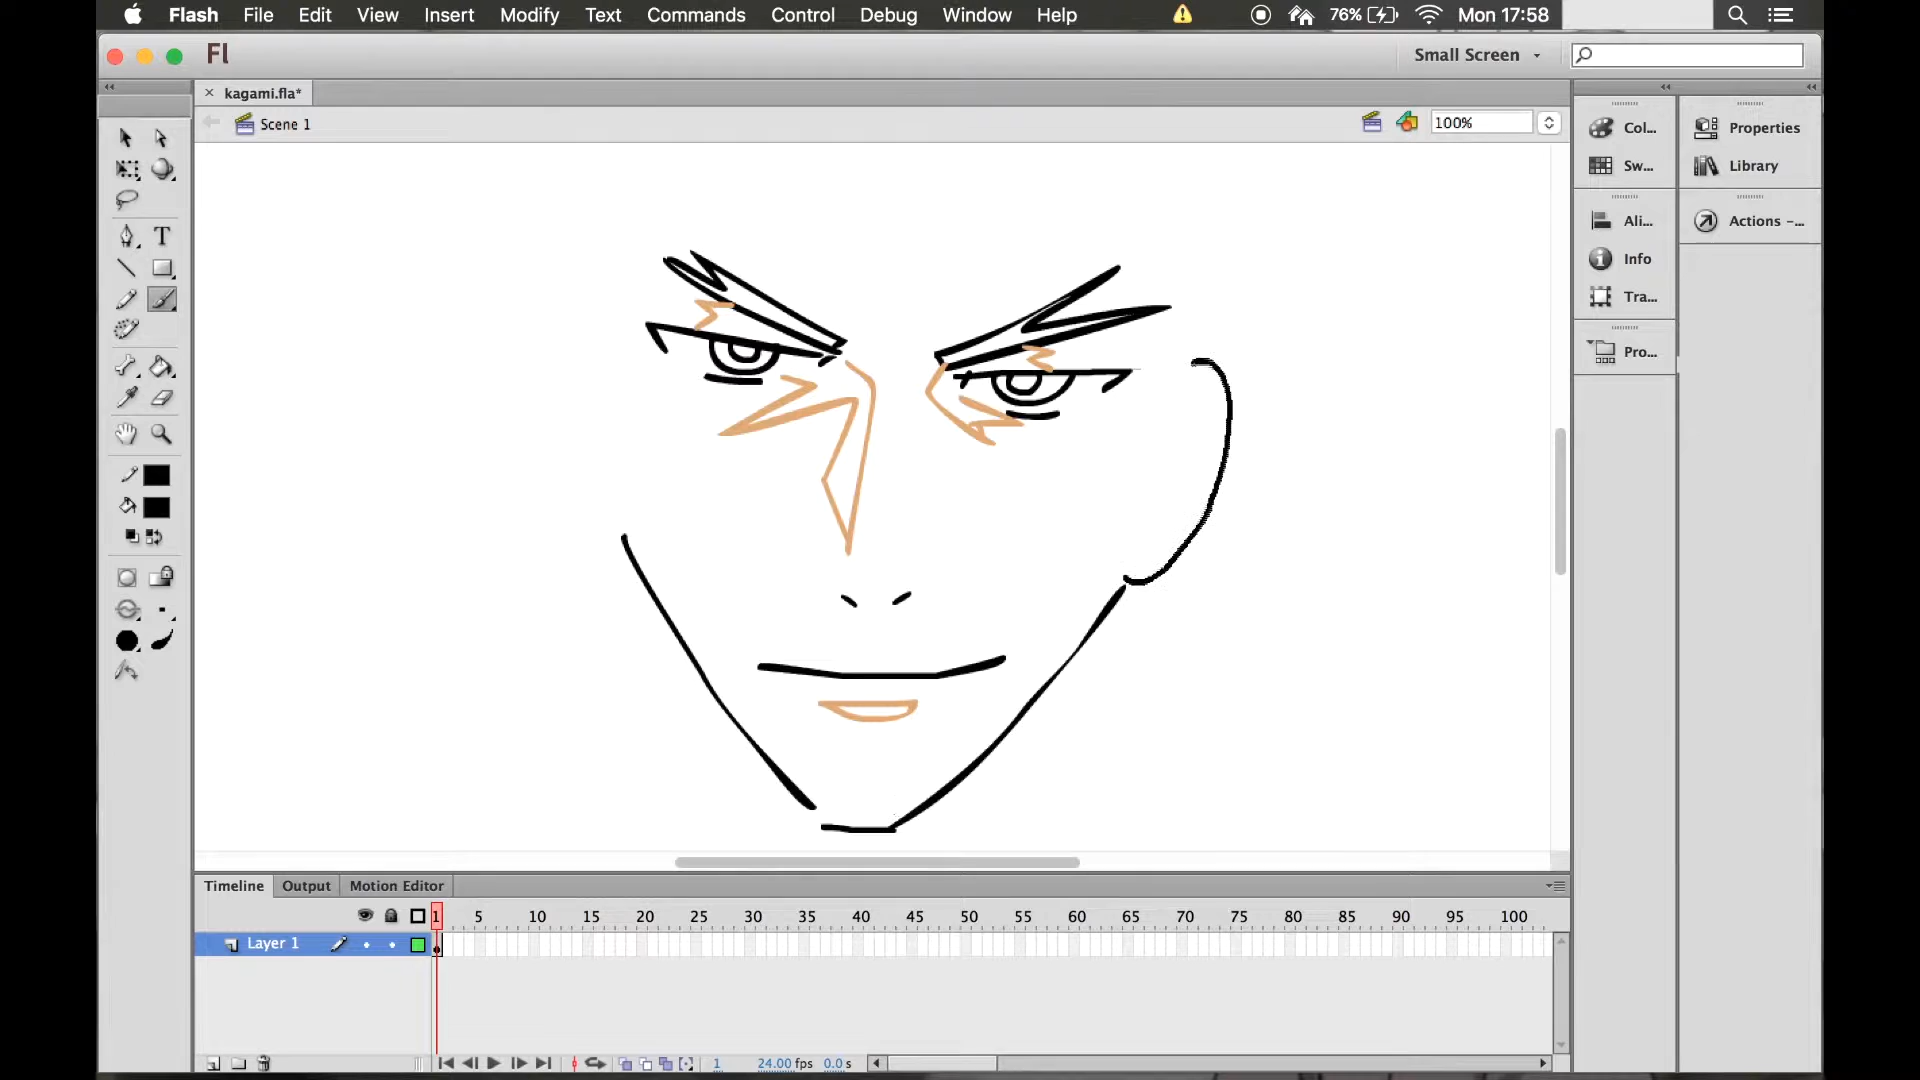 Flash File Edit View Insert Modify Text Commands Control Debug Window Help 76% Mon 17:58
Fl Small Screen
kagami.fla*
Scene 1 100%
Col... Properties
Sw... Library
Ali... Actions -...
Info
Tra...
Pro...
T
Timeline Output Motion Editor
1 5 10 15 20 25 30 35 40 45 50 55 60 65 70 75 80 85 90 95 100
Layer 1
1 24.00 fps 0.0 s